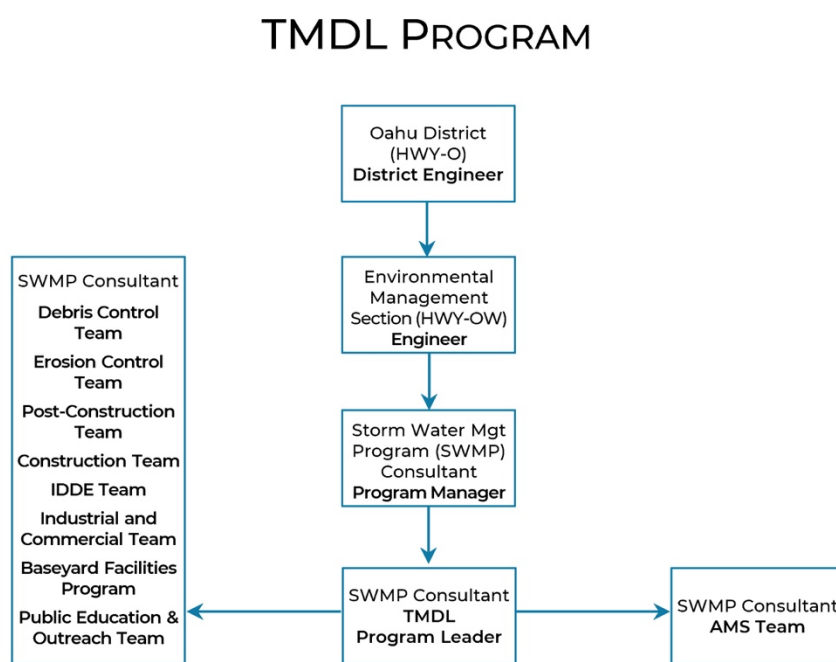 TMDL PROGRAM
Oahu District
(HWY-O)
District Engineer
Environmental
Management
Section (HWY-OW)
Engineer
Storm Water Mgt
Program (SWMP)
Consultant
Program Manager
SWMP Consultant
TMDL
Program Leader
SWMP Consultant
Debris Control
Team
Erosion Control
Team
Post-Construction
Team
Construction Team
IDDE Team
Industrial and
Commercial Team
Baseyard Facilities
Program
Public Education &
Outreach Team
SWMP Consultant
AMS Team